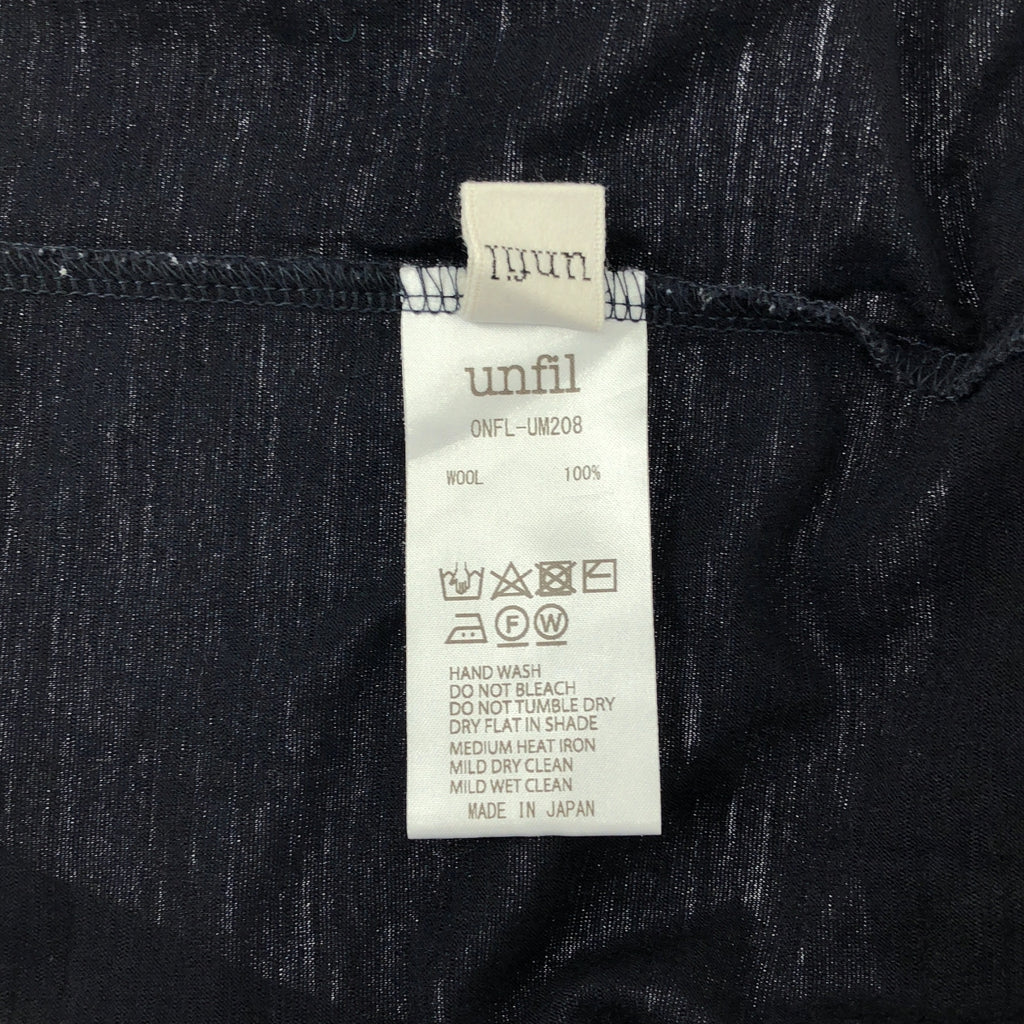 unfil
unfil
ONFL-UM208
WOOL 100%
F W
HAND WASH
DO NOT BLEACH
DO NOT TUMBLE DRY
DRY FLAT IN SHADE
MEDIUM HEAT IRON
MILD DRY CLEAN
MILD WET CLEAN
MADE IN JAPAN